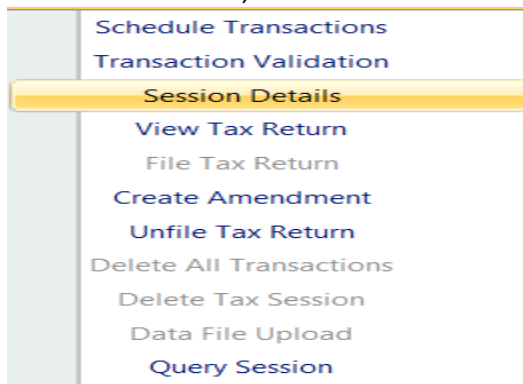 Schedule Transactions
Transaction Validation
Session Details
View Tax Return
File Tax Return
Create Amendment
Unfile Tax Return
Delete All Transactions
Delete Tax Session
Data File Upload
Query Session